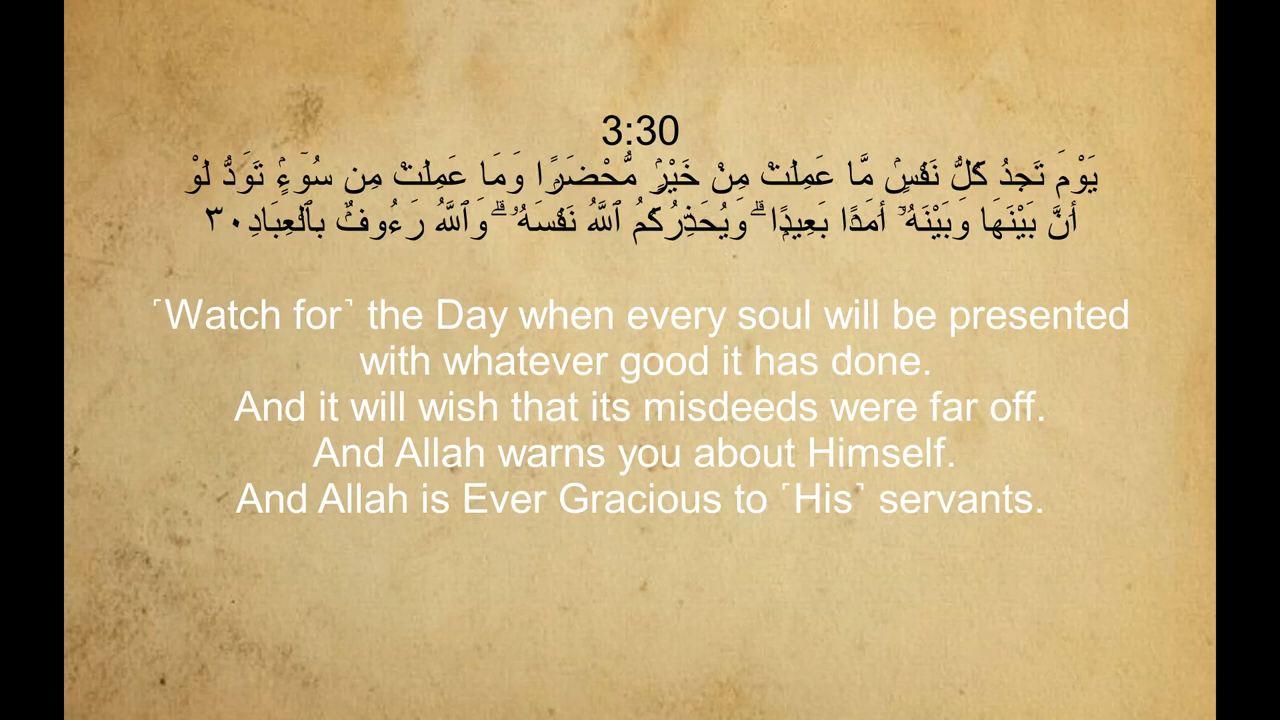 3:30
يَوْمَ تَجِدُ كُلُّ نَفْسٍۢ مَّا عَمِلَتْ مِنْ خَيْرٍۢ مُّحْضَرًۭا وَمَا عَمِلَتْ مِن سُوٓءٍۢ تَوَدُّ لَوْ
أَنَّ بَيْنَهَا وَبَيْنَهُۥٓ أَمَدًۢا بَعِيدًۭا ۗ وَيُحَذِّرُكُمُ ٱللَّهُ نَفْسَهُۥ ۗ وَٱللَّهُ رَءُوفٌۢ بِٱلْعِبَادِ ٣٠
˹Watch for˺ the Day when every soul will be presented
with whatever good it has done.
And it will wish that its misdeeds were far off.
And Allah warns you about Himself.
And Allah is Ever Gracious to ˹His˺ servants.